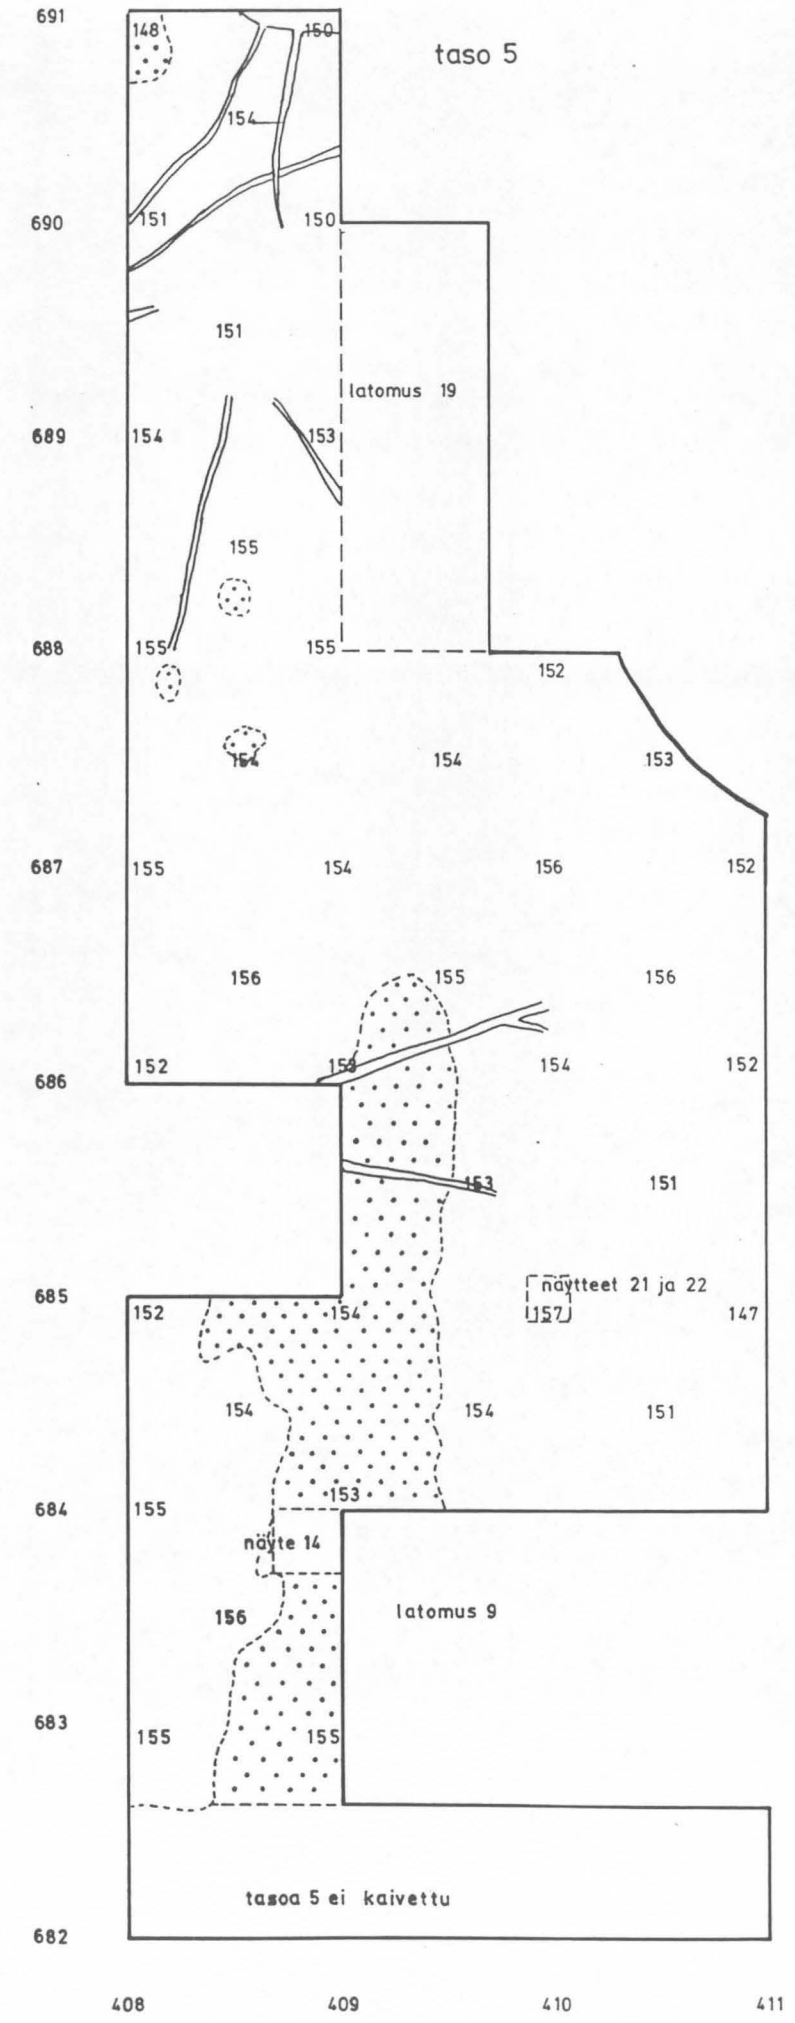 691 148 150
taso 5
154
690 151 150
151
latomus 19
689 154 153
155
688 155 155
152
154 154 153
687 155 154 156 152
156 155 156
686 152 153 154 152
153 151
näytteet 21 ja 22
685 152 154 157 147
154 154 151
153
684 155
näyte 14
156 latomus 9
683 155 155
tasoa 5 ei kaivettu
682
408 409 410 411